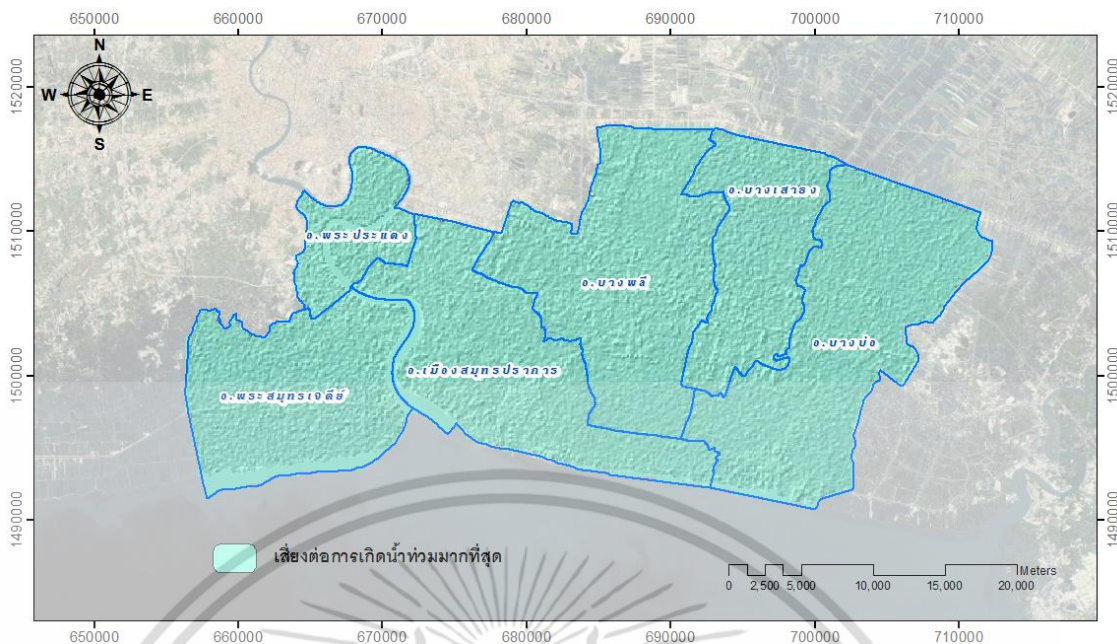 650000 660000 670000 680000 690000 700000 710000
N
W E
S
1520000 1520000
1510000 1510000
1500000 1500000
1490000 1490000
อ.บางเสาธง
อ.พระประแดง
อ.บางพลี
อ.บางบ่อ
อ.เมืองสมุทรปราการ
อ.พระสมุทรเจดีย์
เสี่ยงต่อการเกิดน้ำท่วมมากที่สุด
Meters
0 2,500 5,000 10,000 15,000 20,000
650000 660000 670000 680000 690000 700000 710000